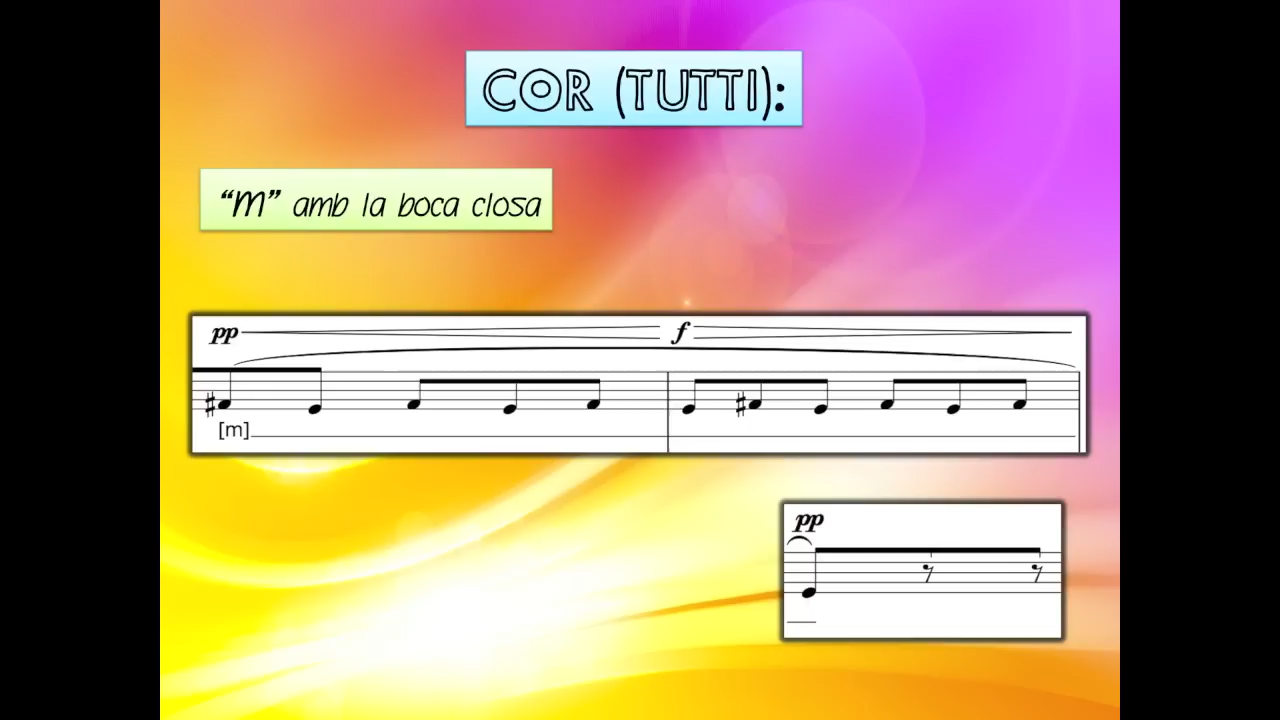 COR (TUTTI):
“m” amb la boca closa
pp f
[m]
pp